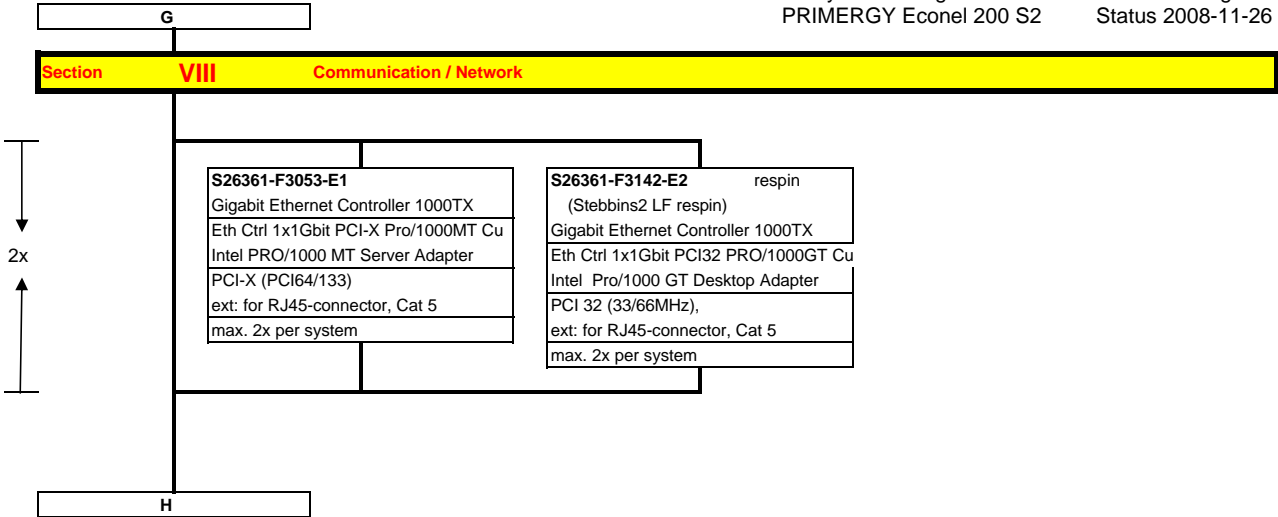 PRIMERGY Econel 200 S2 Status 2008-11-26
G
Section VIII Communication / Network
2x
S26361-F3053-E1
Gigabit Ethernet Controller 1000TX
Eth Ctrl 1x1Gbit PCI-X Pro/1000MT Cu
Intel PRO/1000 MT Server Adapter
PCI-X (PCI64/133)
ext: for RJ45-connector, Cat 5
max. 2x per system
S26361-F3142-E2 respin
(Stebbins2 LF respin)
Gigabit Ethernet Controller 1000TX
Eth Ctrl 1x1Gbit PCI32 PRO/1000GT Cu
Intel Pro/1000 GT Desktop Adapter
PCI 32 (33/66MHz),
ext: for RJ45-connector, Cat 5
max. 2x per system
H